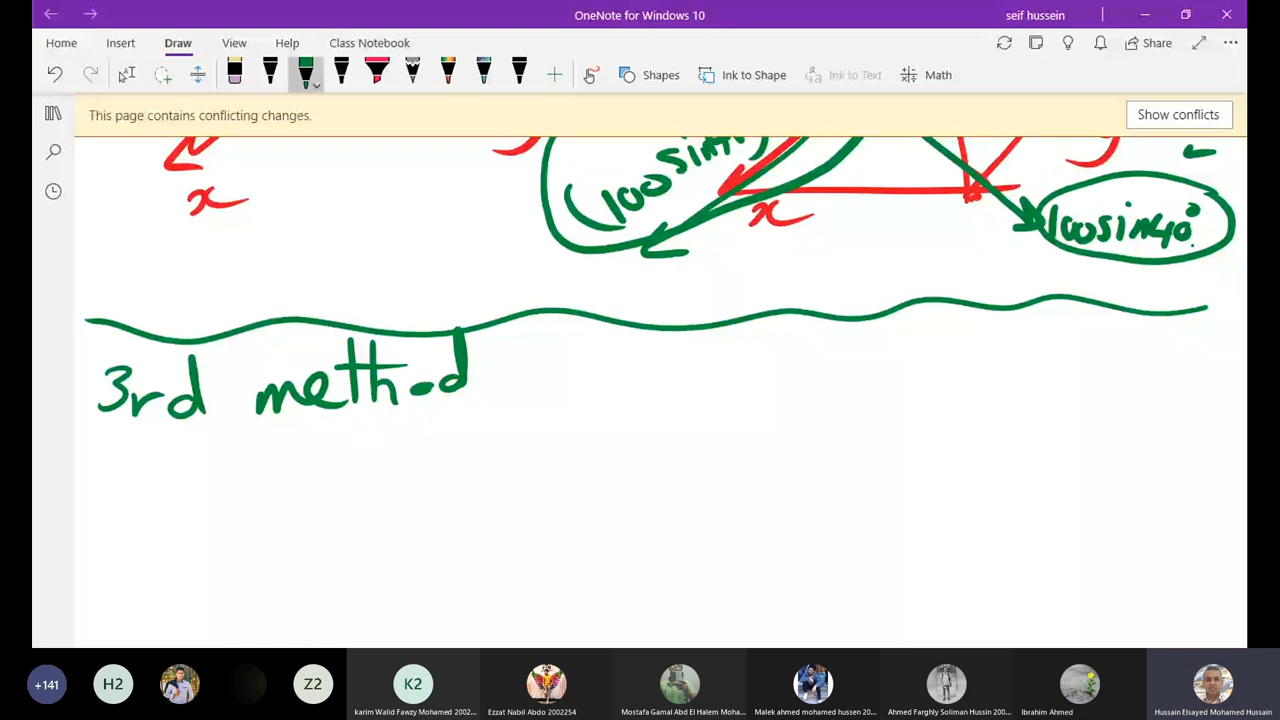 OneNote for Windows 10
seif hussein
Home Insert Draw View Help Class Notebook
Share
Shapes Ink to Shape Ink to Text Math
This page contains conflicting changes.
Show conflicts
x
x
100sin40°
3rd method
+141
H2
Z2
K2
karim Walid Fawzy Mohamed 2002...
Ezzat Nabil Abdo 2002254
Mostafa Gamal Abd El Halem Moha...
Malek ahmed mohamed hussen 20...
Ahmed Farghly Soliman Hussin 200...
Ibrahim Ahmed
Hussain Elsayed Mohamed Hussain